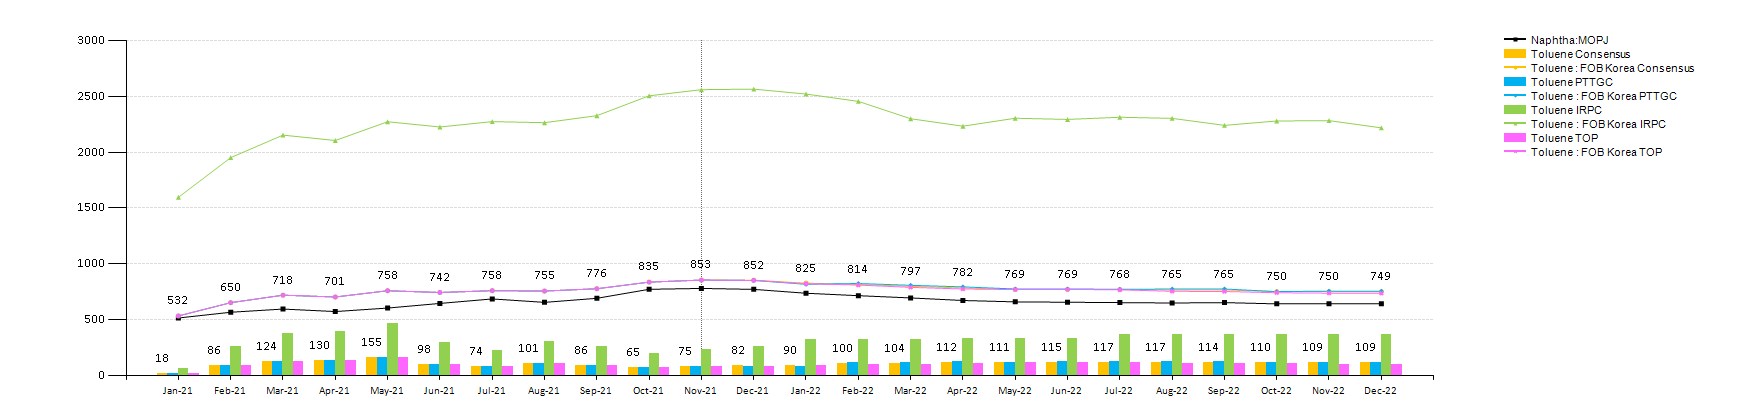 3000
2500
2000
1500
1000
500
0
532 650 718 701 758 742 758 755 776 835 853 852 825 814 797 782 769 769 768 765 765 750 750 749
18 86 124 130 155 98 74 101 86 65 75 82 90 100 104 112 111 115 117 117 114 110 109 109
Jan-21 Feb-21 Mar-21 Apr-21 May-21 Jun-21 Jul-21 Aug-21 Sep-21 Oct-21 Nov-21 Dec-21 Jan-22 Feb-22 Mar-22 Apr-22 May-22 Jun-22 Jul-22 Aug-22 Sep-22 Oct-22 Nov-22 Dec-22
Naphtha:MOPJ
Toluene Consensus
Toluene : FOB Korea Consensus
Toluene PTTGC
Toluene : FOB Korea PTTGC
Toluene IRPC
Toluene : FOB Korea IRPC
Toluene TOP
Toluene : FOB Korea TOP